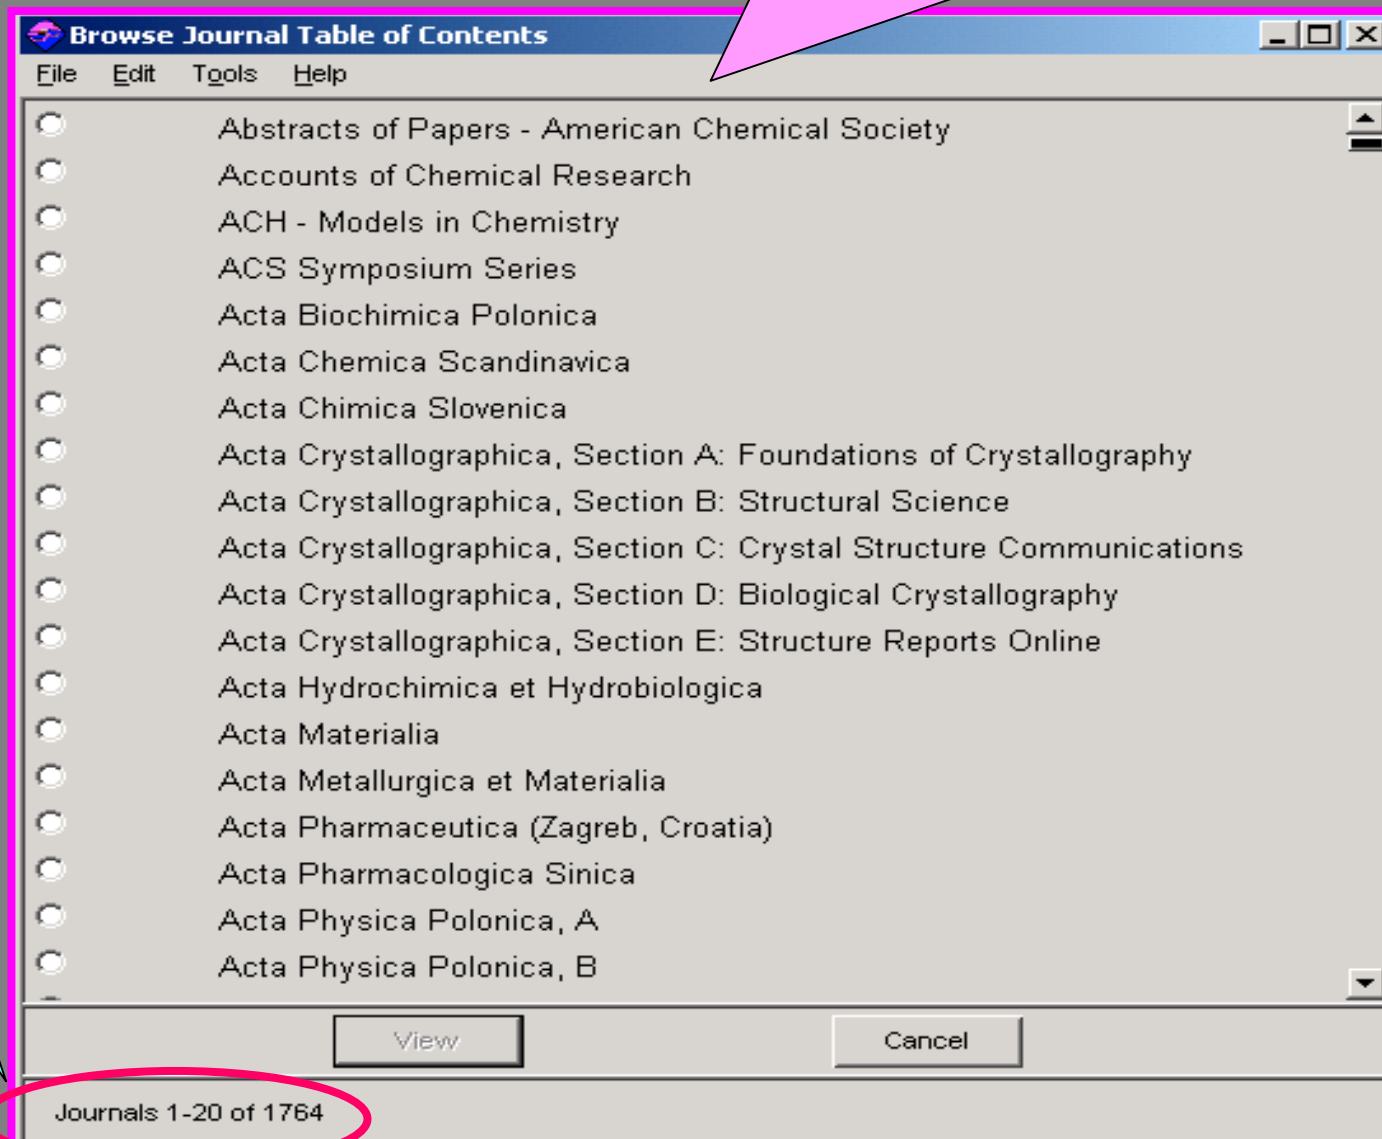 Browse Journal Table of Contents
File Edit Tools Help
Abstracts of Papers - American Chemical Society
Accounts of Chemical Research
ACH - Models in Chemistry
ACS Symposium Series
Acta Biochimica Polonica
Acta Chemica Scandinavica
Acta Chimica Slovenica
Acta Crystallographica, Section A: Foundations of Crystallography
Acta Crystallographica, Section B: Structural Science
Acta Crystallographica, Section C: Crystal Structure Communications
Acta Crystallographica, Section D: Biological Crystallography
Acta Crystallographica, Section E: Structure Reports Online
Acta Hydrochimica et Hydrobiologica
Acta Materialia
Acta Metallurgica et Materialia
Acta Pharmaceutica (Zagreb, Croatia)
Acta Pharmacologica Sinica
Acta Physica Polonica, A
Acta Physica Polonica, B
View Cancel
Journals 1-20 of 1764